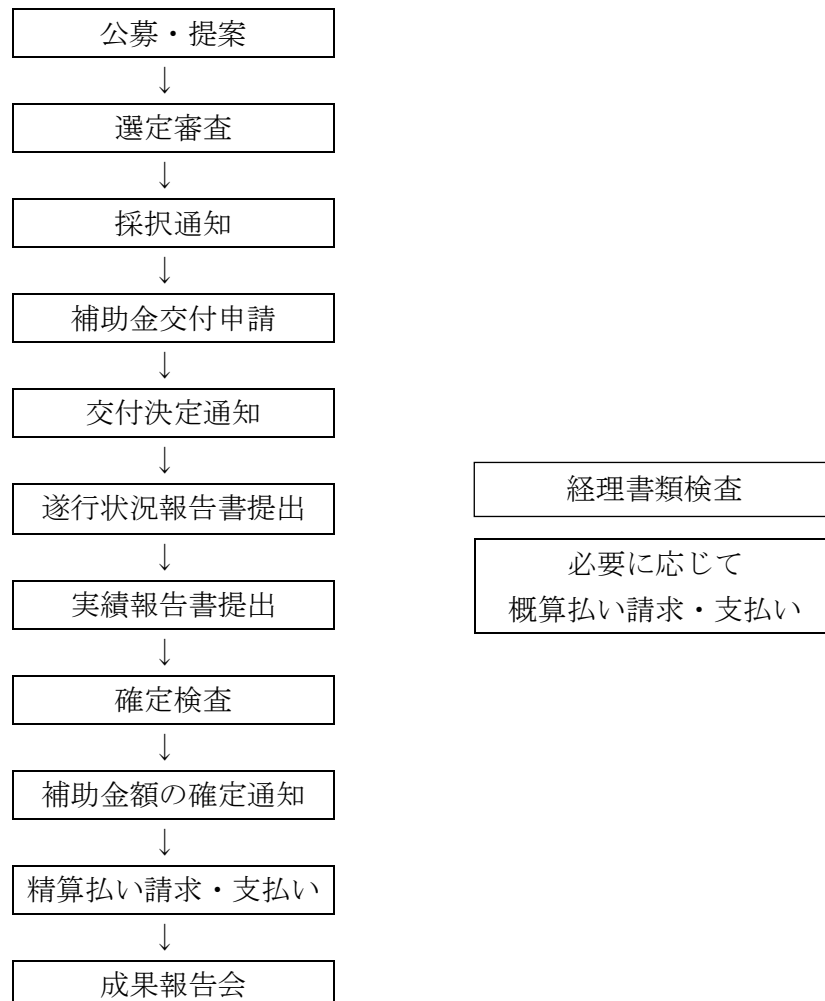 公募・提案
↓
選定審査
↓
採択通知
↓
補助金交付申請
↓
交付決定通知
↓
遂行状況報告書提出
↓
実績報告書提出
↓
確定検査
↓
補助金額の確定通知
↓
精算払い請求・支払い
↓
成果報告会
経理書類検査
必要に応じて
概算払い請求・支払い